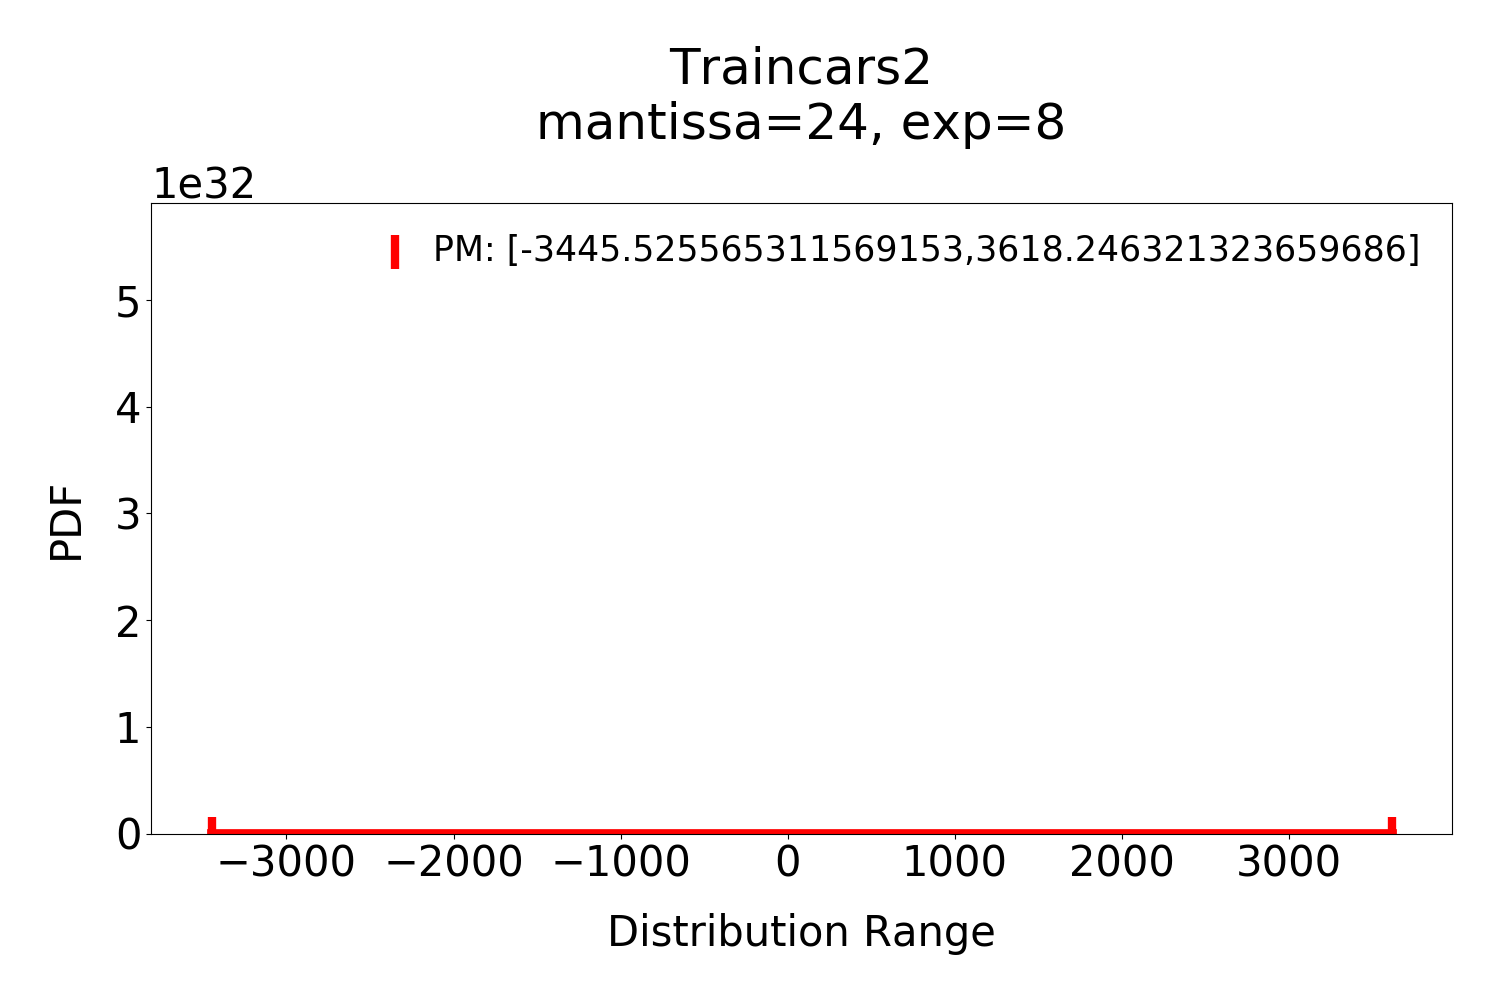 Traincars2
mantissa=24, exp=8
1e32
PM: [-3445.525565311569153,3618.246321323659686]
5
4
3
2
1
0
PDF
−3000 −2000 −1000 0 1000 2000 3000
Distribution Range